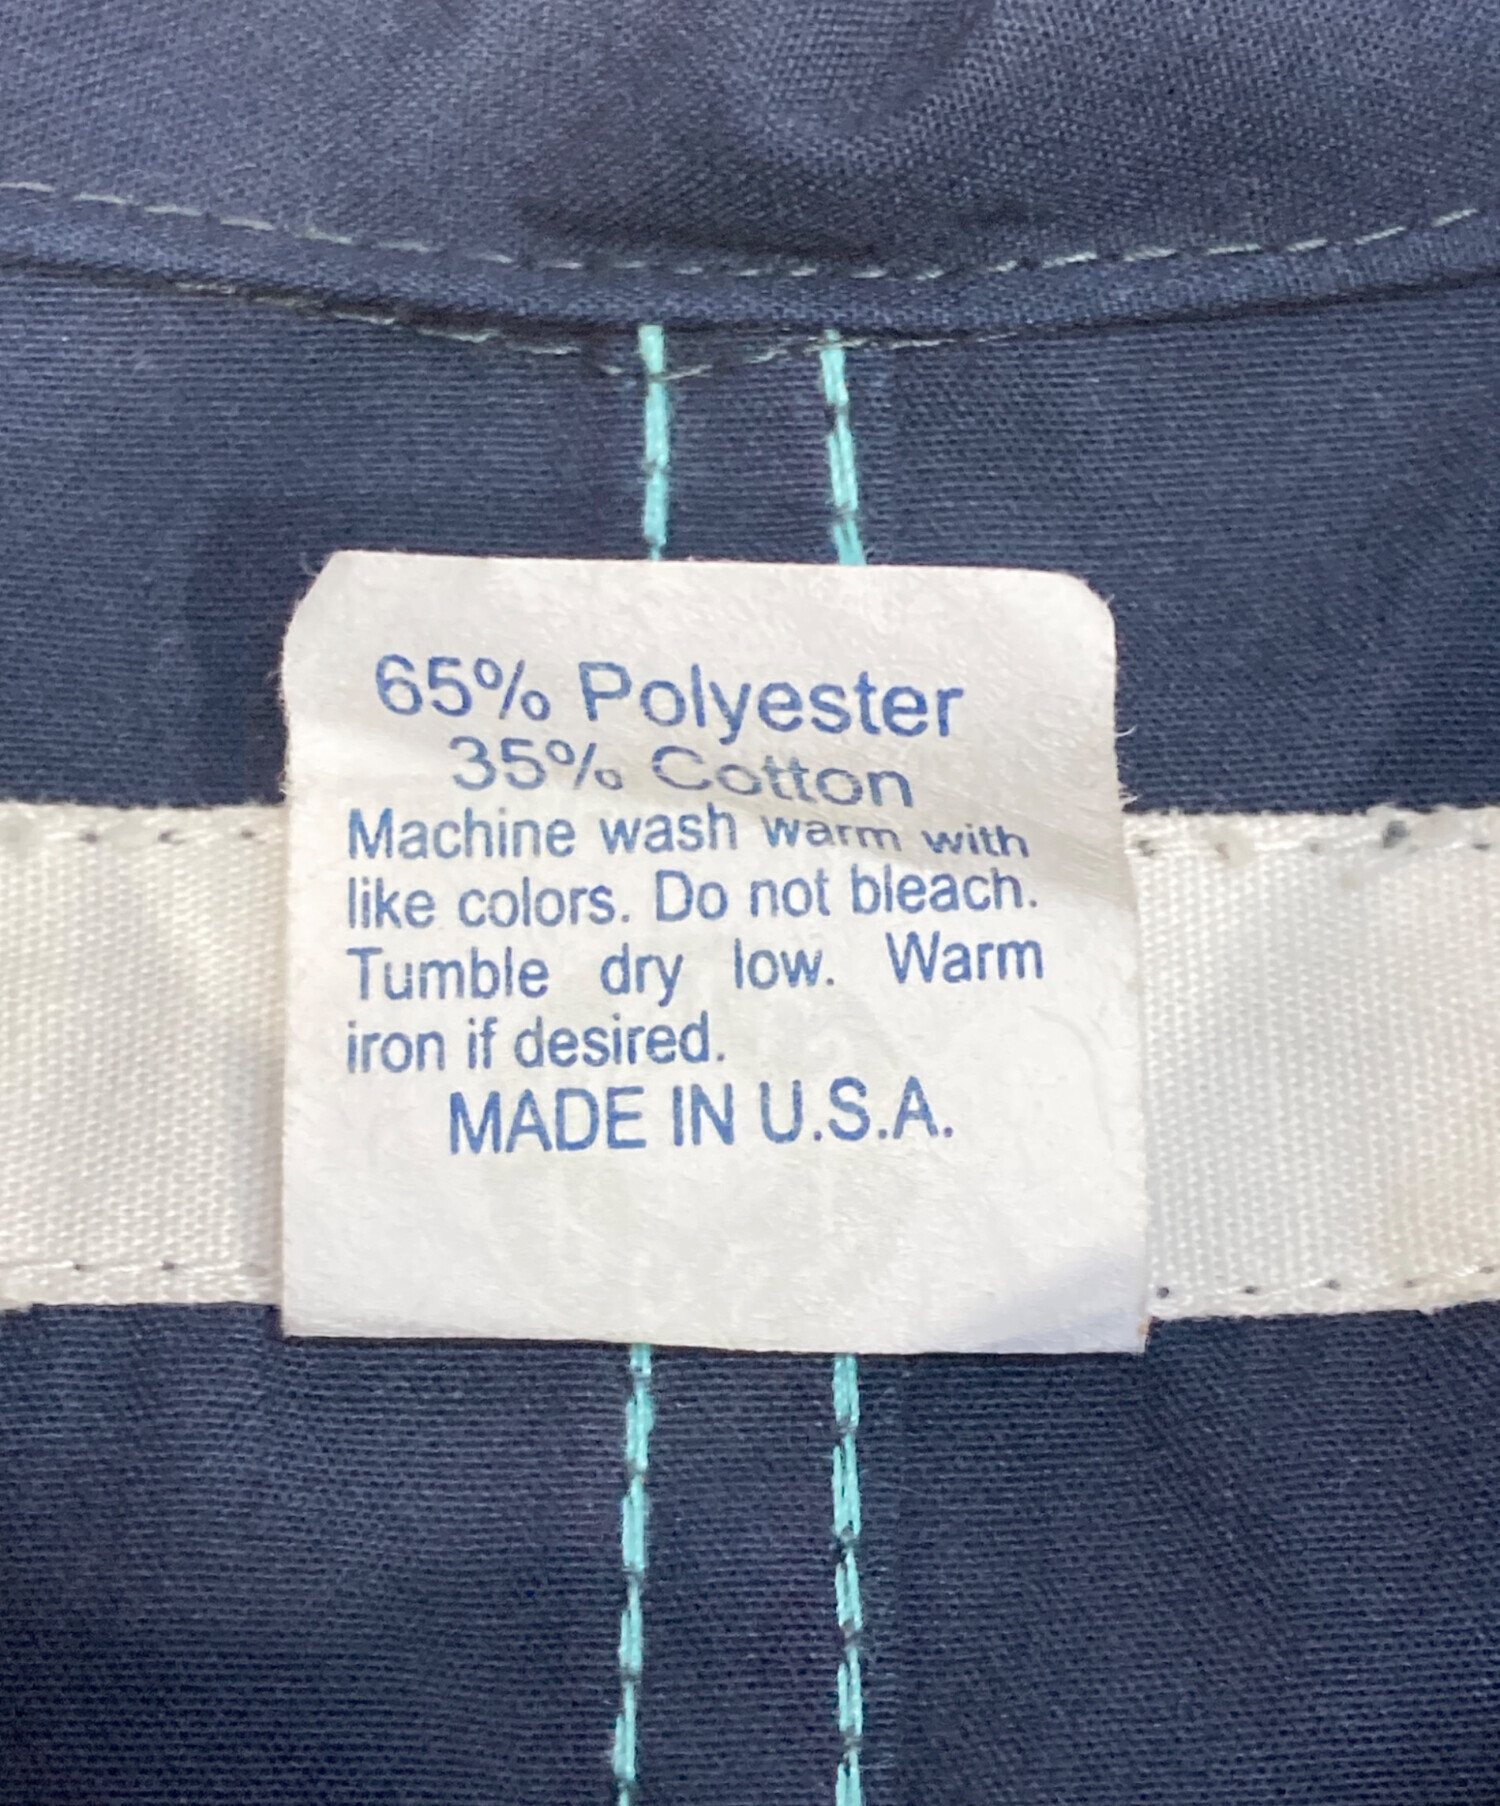 65% Polyester
35% Cotton
Machine wash warm with
like colors. Do not bleach.
Tumble dry low. Warm
iron if desired.
MADE IN U.S.A.